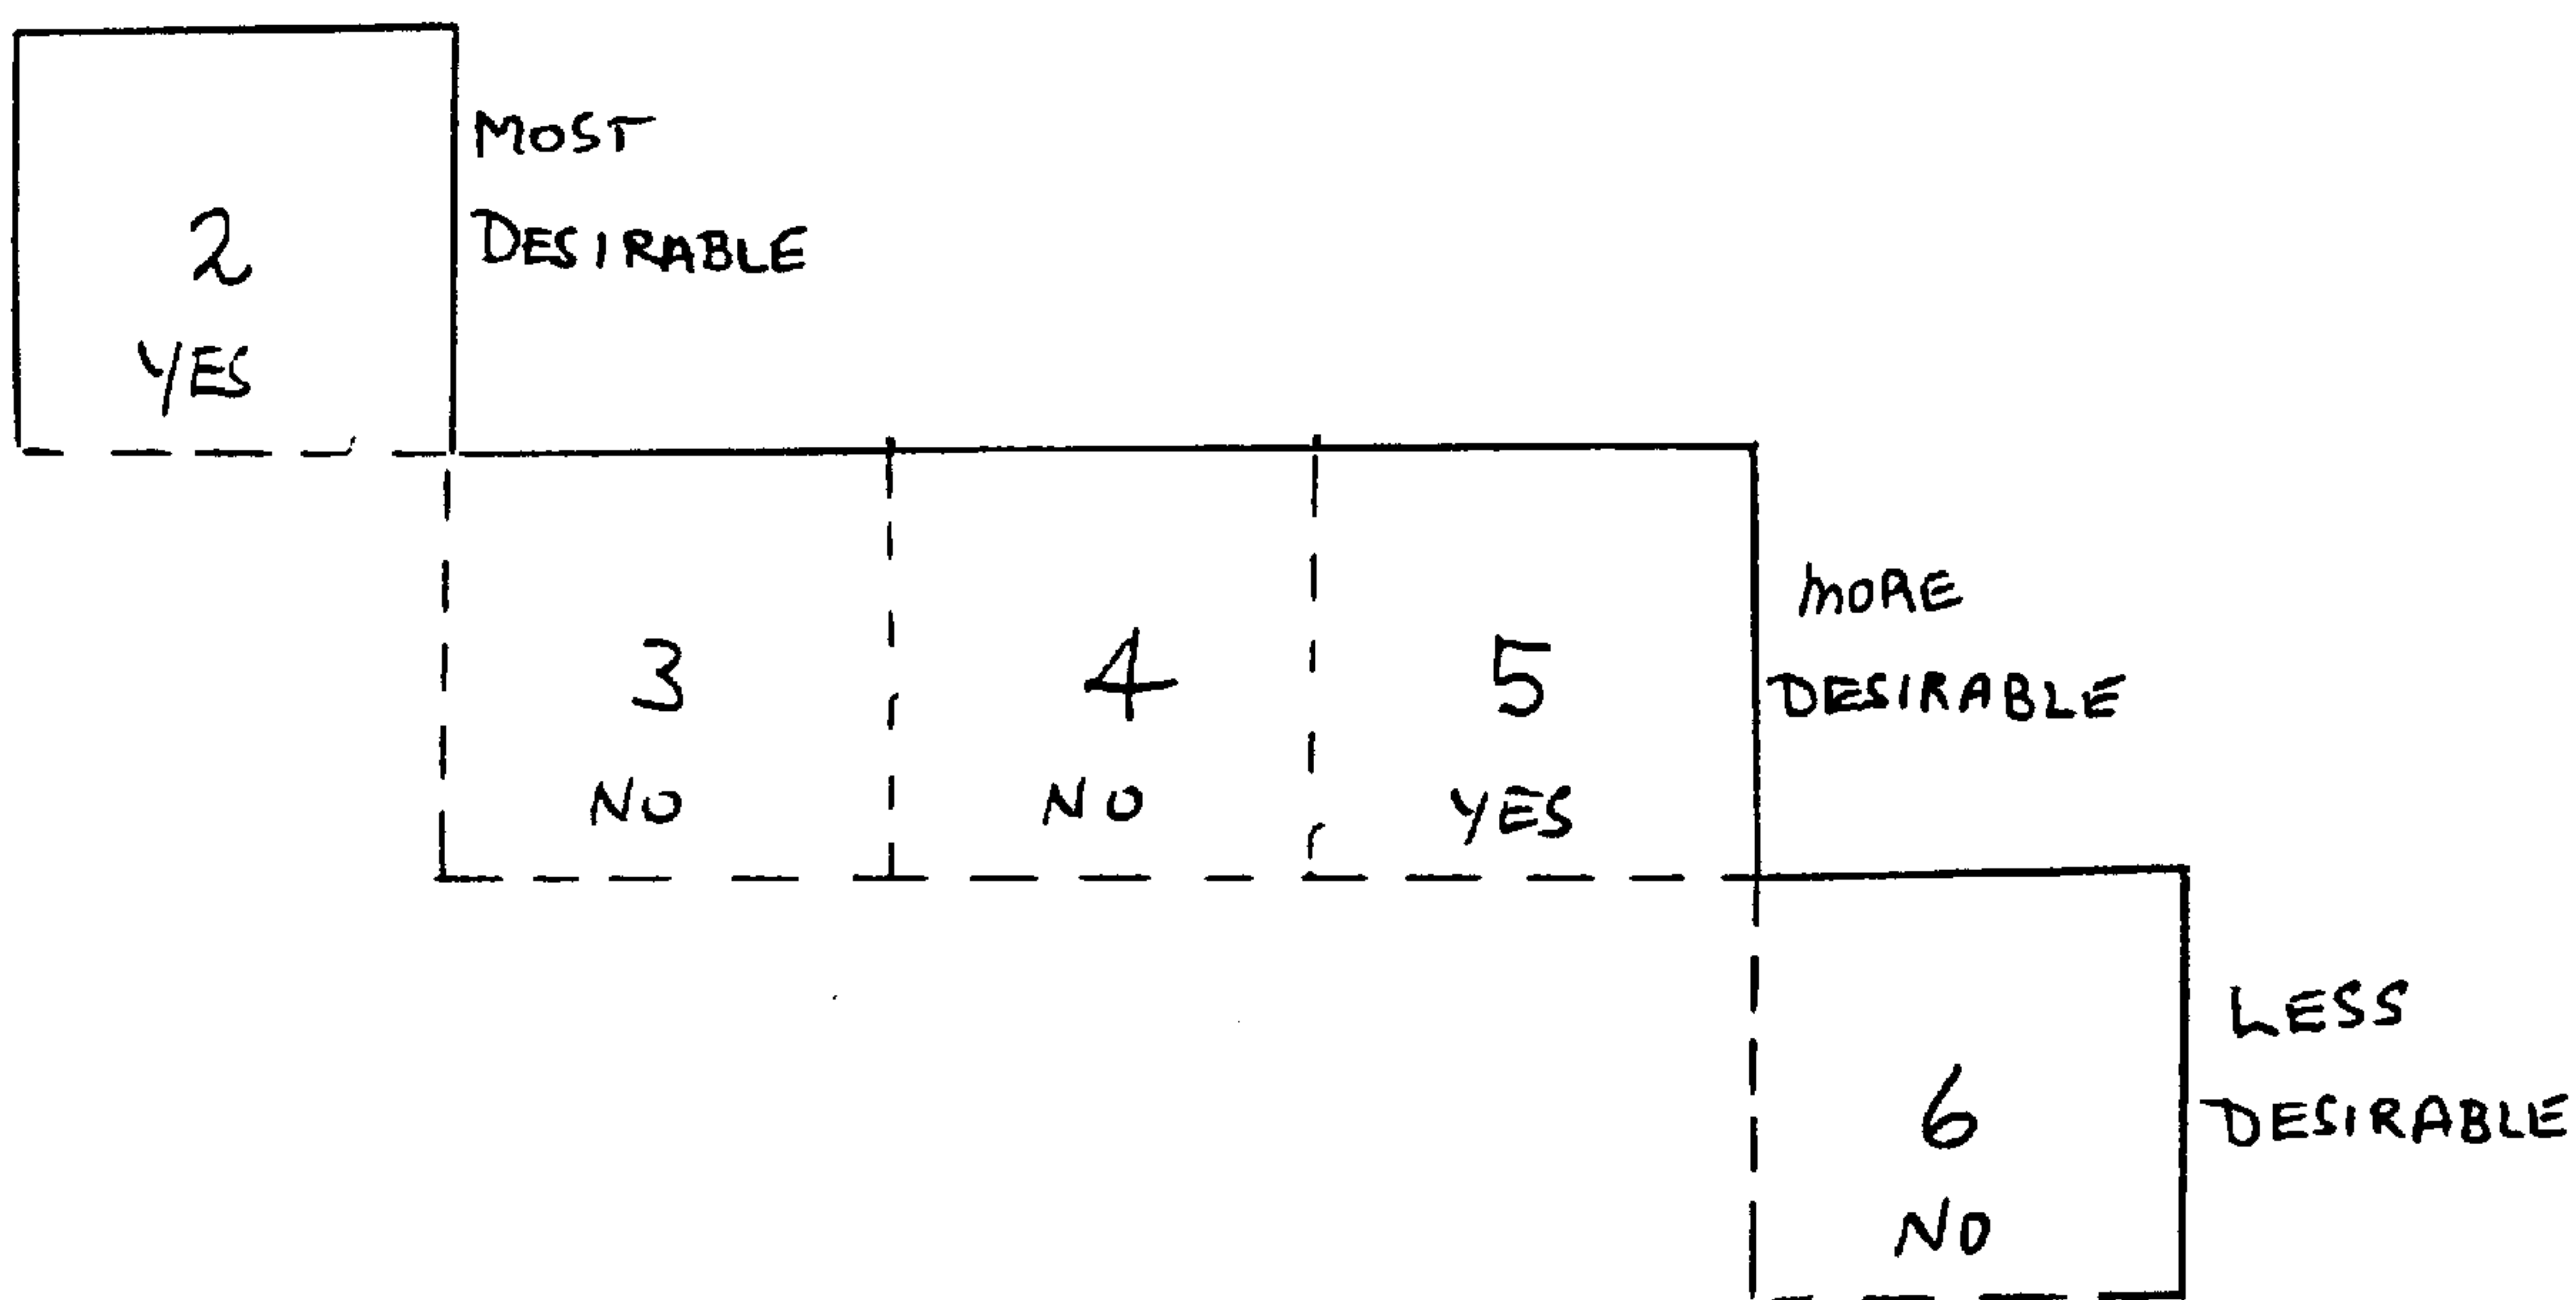 MOST
DESIRABLE
2
YES
MORE
DESIRABLE
3 4 5
NO NO YES
LESS
DESIRABLE
6
NO